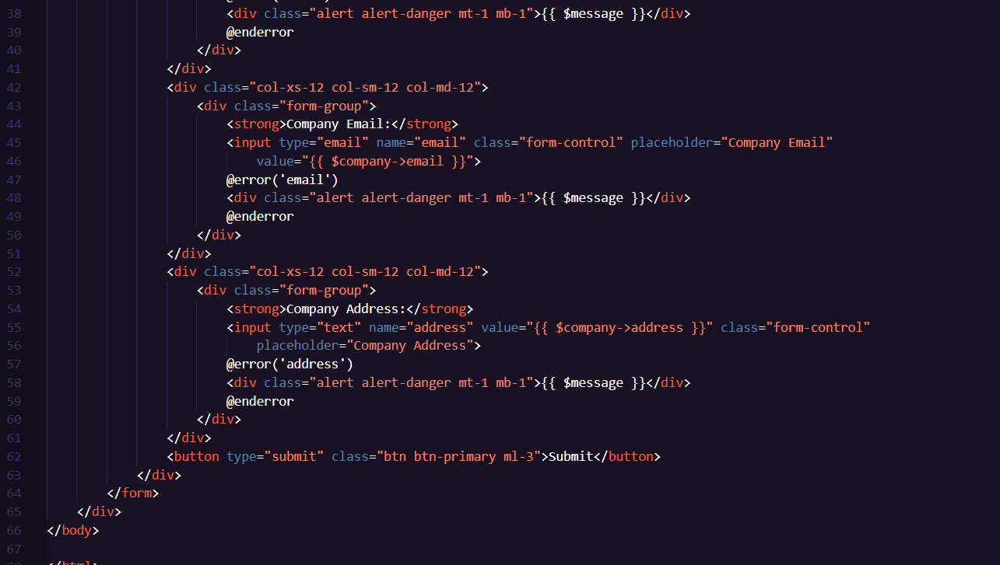 38 <div class="alert alert-danger mt-1 mb-1">{{ $message }}</div>
39 @enderror
40 </div>
41 </div>
42 <div class="col-xs-12 col-sm-12 col-md-12">
43 <div class="form-group">
44 <strong>Company Email:</strong>
45 <input type="email" name="email" class="form-control" placeholder="Company Email"
46 value="{{ $company->email }}">
47 @error('email')
48 <div class="alert alert-danger mt-1 mb-1">{{ $message }}</div>
49 @enderror
50 </div>
51 </div>
52 <div class="col-xs-12 col-sm-12 col-md-12">
53 <div class="form-group">
54 <strong>Company Address:</strong>
55 <input type="text" name="address" value="{{ $company->address }}" class="form-control"
56 placeholder="Company Address">
57 @error('address')
58 <div class="alert alert-danger mt-1 mb-1">{{ $message }}</div>
59 @enderror
60 </div>
61 </div>
62 <button type="submit" class="btn btn-primary ml-3">Submit</button>
63 </div>
64 </form>
65 </div>
66 </body>
67
68 </html>